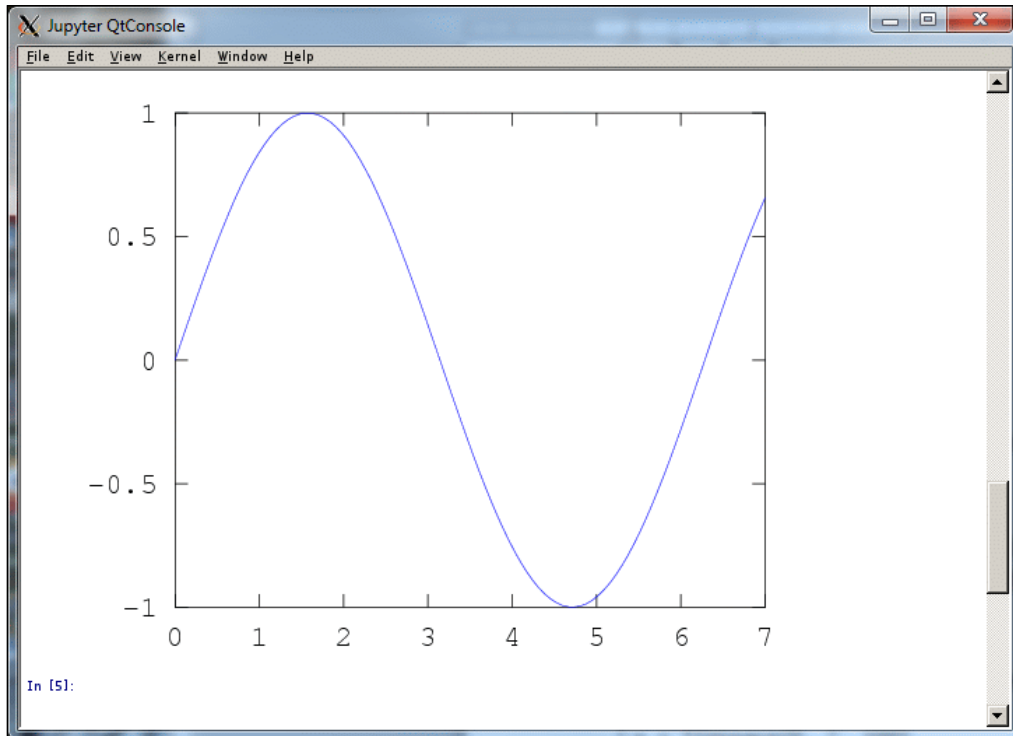 Jupyter QtConsole
File Edit View Kernel Window Help
1
0.5
0
−0.5
−1
0 1 2 3 4 5 6 7
In [5]: